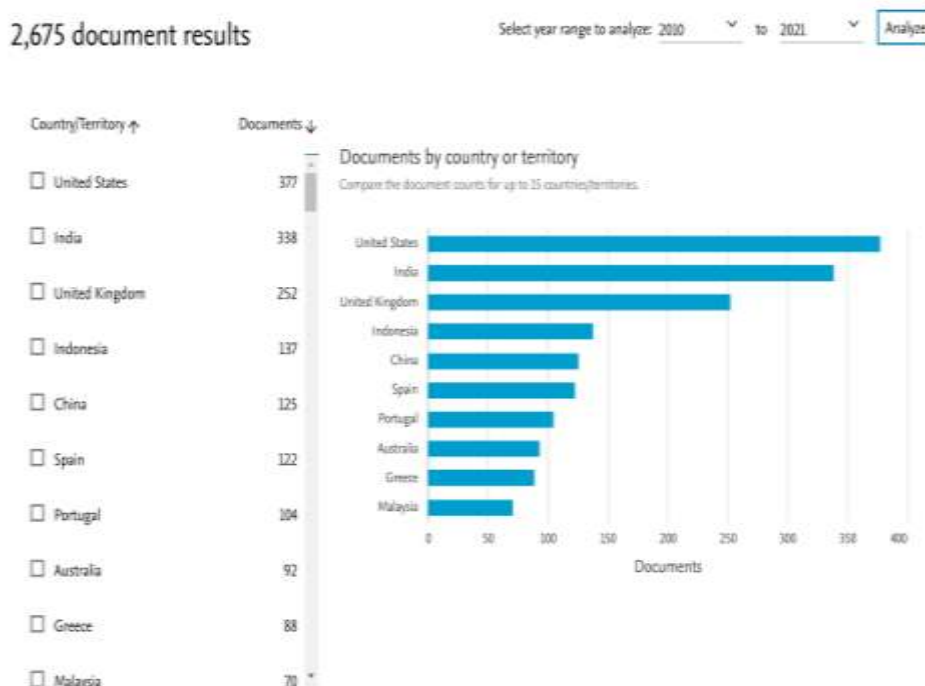 2,675 document results
Select year range to analyze: 2010 to 2021 Analyze
Country/Territory Documents
United States 377
India 338
United Kingdom 252
Indonesia 137
China 125
Spain 122
Portugal 104
Australia 92
Greece 88
Malaysia 70
Documents by country or territory
Compare the document counts for up to 15 countries/territories.
United States
India
United Kingdom
Indonesia
China
Spain
Portugal
Australia
Greece
Malaysia
0 50 100 150 200 250 300 350 400
Documents